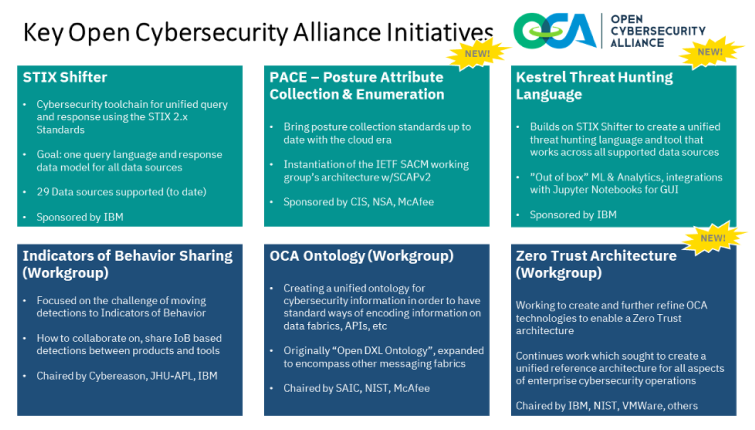 Key Open Cybersecurity Alliance Initiatives
OCA
OPEN
CYBERSECURITY
ALLIANCE
NEW!
NEW!
STIX Shifter
• Cybersecurity toolchain for unified query
and response using the STIX 2.x
Standards
• Goal: one query language and response
data model for all data sources
• 29 Data sources supported (to date)
• Sponsored by IBM
PACE – Posture Attribute
Collection & Enumeration
• Bring posture collection standards up to
date with the cloud era
• Instantiation of the IETF SACM working
group's architecture w/SCAPv2
• Sponsored by CIS, NSA, McAfee
Kestrel Threat Hunting
Language
• Builds on STIX Shifter to create a unified
threat hunting language and tool that
works across all supported data sources
• "Out of box" ML & Analytics, integrations
with Jupyter Notebooks for GUI
• Sponsored by IBM
NEW!
Indicators of Behavior Sharing
(Workgroup)
• Focused on the challenge of moving
detections to Indicators of Behavior
• How to collaborate on, share IoB based
detections between products and tools
• Chaired by Cybereason, JHU-APL, IBM
OCA Ontology (Workgroup)
• Creating a unified ontology for
cybersecurity information in order to have
standard ways of encoding information on
data fabrics, APIs, etc
• Originally "Open DXL Ontology", expanded
to encompass other messaging fabrics
• Chaired by SAIC, NIST, McAfee
Zero Trust Architecture
(Workgroup)
Working to create and further refine OCA
technologies to enable a Zero Trust
architecture
Continues work which sought to create a
unified reference architecture for all aspects
of enterprise cybersecurity operations
Chaired by IBM, NIST, VMWare, others